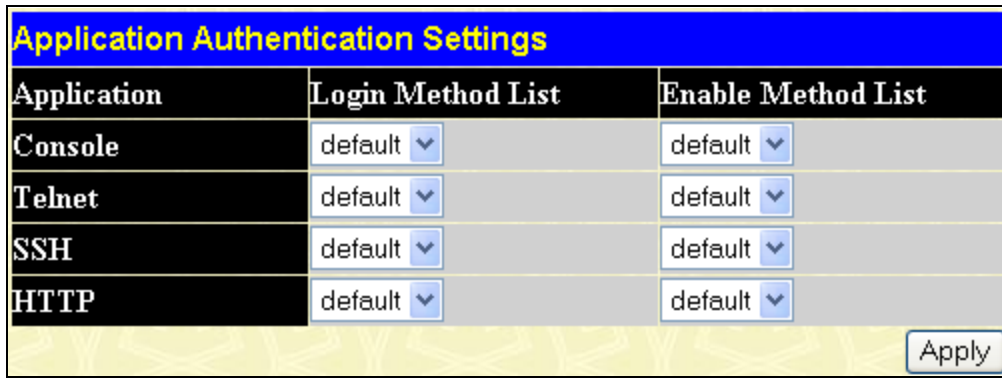 Application Authentication Settings
Application Login Method List Enable Method List
Console default default
Telnet default default
SSH default default
HTTP default default
Apply